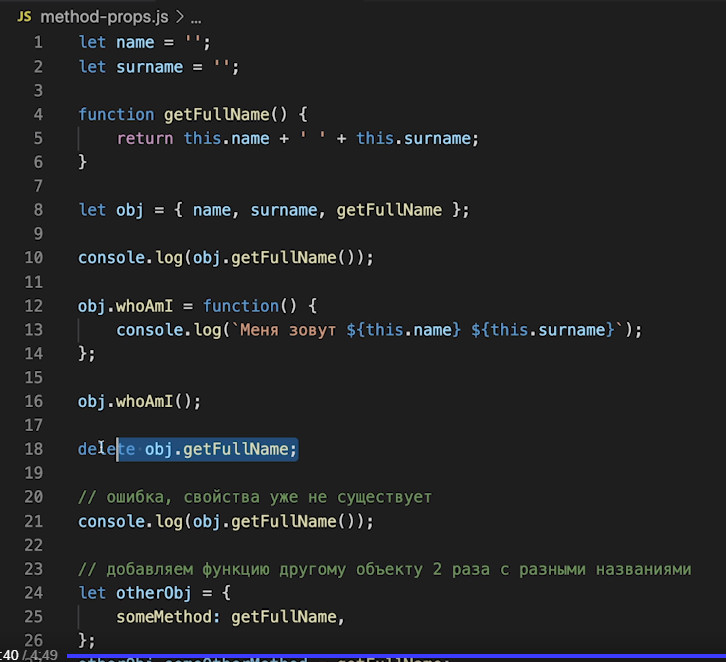 JS method-props.js > ...
1 let name = '';
2 let surname = '';
3
4 function getFullName() {
5 return this.name + ' ' + this.surname;
6 }
7
8 let obj = { name, surname, getFullName };
9
10 console.log(obj.getFullName());
11
12 obj.whoAmI = function() {
13 console.log(`Меня зовут ${this.name} ${this.surname}`);
14 };
15
16 obj.whoAmI();
17
18 delete obj.getFullName;
19
20 // ошибка, свойства уже не существует
21 console.log(obj.getFullName());
22
23 // добавляем функцию другому объекту 2 раза с разными названиями
24 let otherObj = {
25 someMethod: getFullName,
26 };
:40 / 4:49
otherObj.someOtherMethod = getFullName;